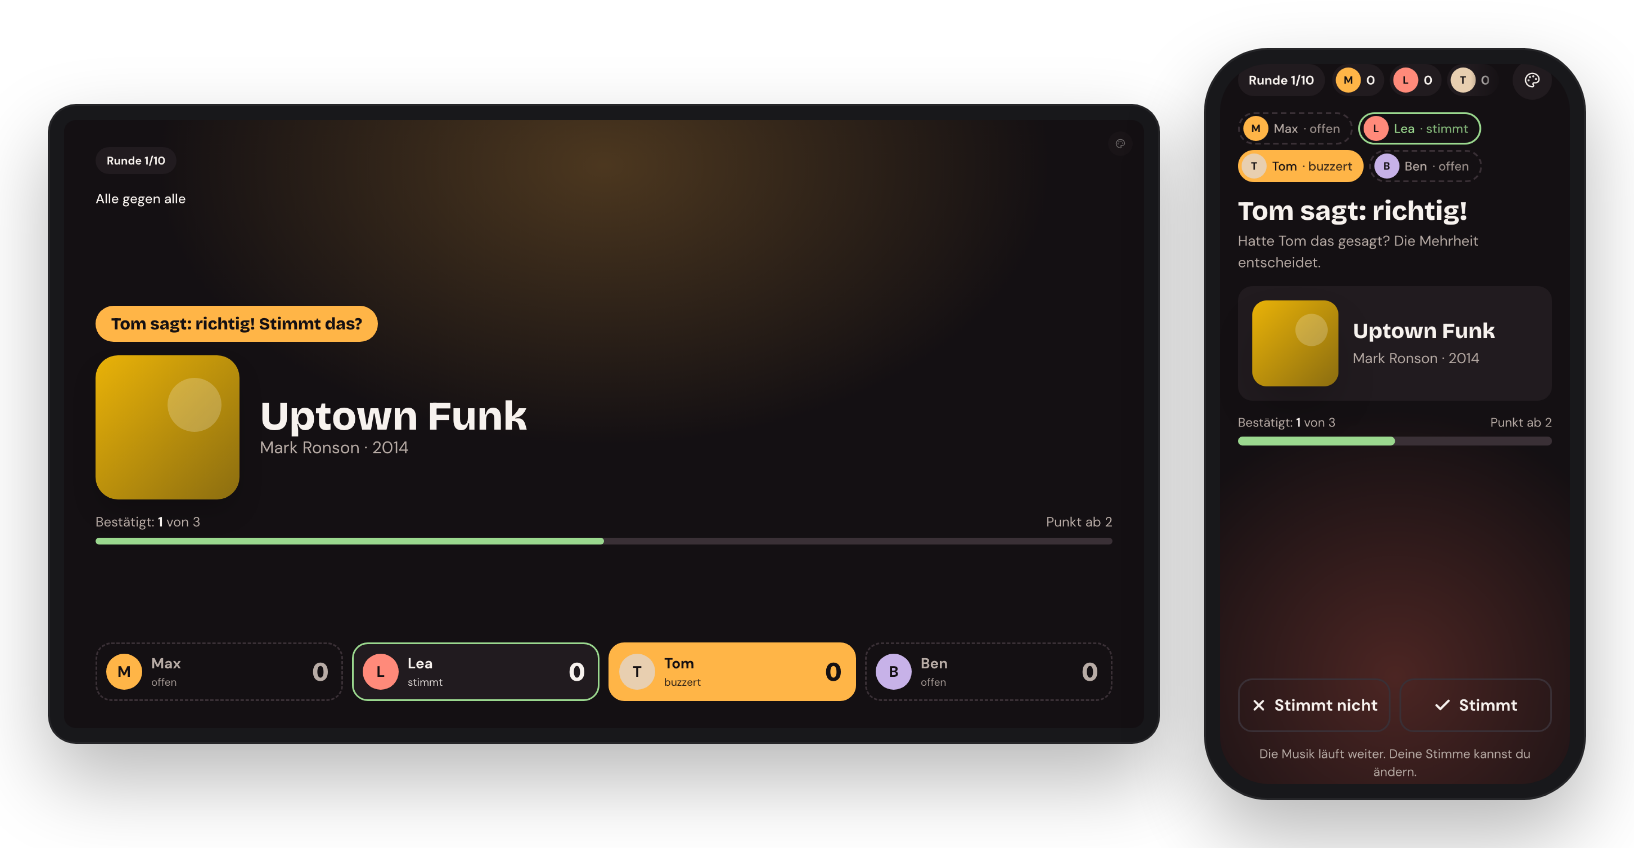 Runde 1/10
Alle gegen alle
Tom sagt: richtig! Stimmt das?
Uptown Funk
Mark Ronson · 2014
Bestätigt: 1 von 3
Punkt ab 2
M Max offen 0
L Lea stimmt 0
T Tom buzzert 0
B Ben offen 0
Runde 1/10 M 0 L 0 T 0
M Max · offen L Lea · stimmt
T Tom · buzzert B Ben · offen
Tom sagt: richtig!
Hatte Tom das gesagt? Die Mehrheit
entscheidet.
Uptown Funk
Mark Ronson · 2014
Bestätigt: 1 von 3
Punkt ab 2
Stimmt nicht
Stimmt
Die Musik läuft weiter. Deine Stimme kannst du
ändern.